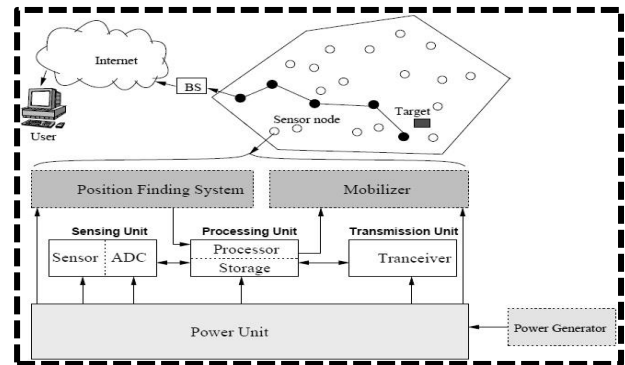 Internet
BS
User
Sensor node
Target
Position Finding System
Mobilizer
Sensing Unit
Processing Unit
Transmission Unit
Sensor
ADC
Processor
Storage
Tranceiver
Power Unit
Power Generator